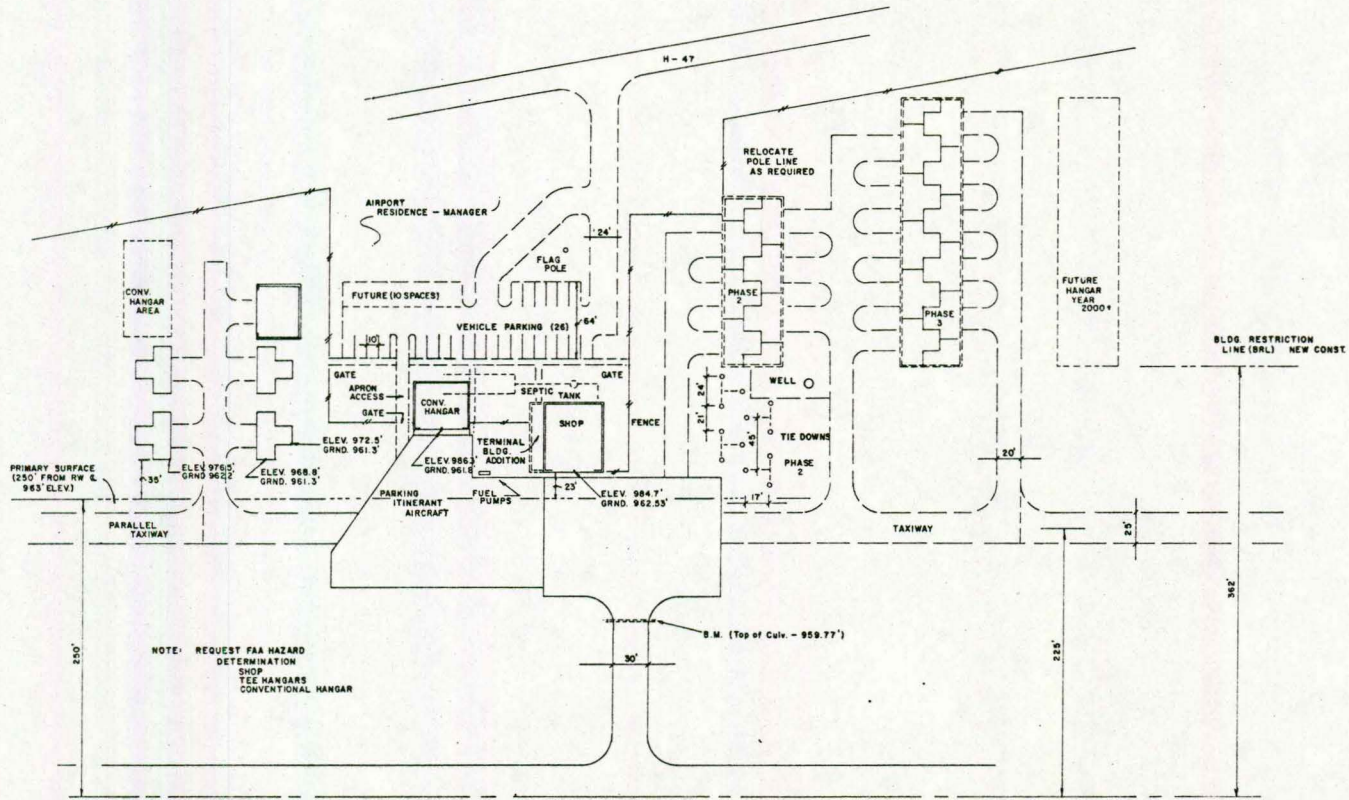 H - 47
RELOCATE
POLE LINE
AS REQUIRED
AIRPORT
RESIDENCE - MANAGER
24'
FLAG
POLE
CONV.
HANGAR
AREA
FUTURE (10 SPACES)
VEHICLE PARKING (26)
64'
10'
PHASE
2
PHASE
3
FUTURE
HANGAR
YEAR
2000+
BLDG. RESTRICTION
LINE (BRL) NEW CONST.
GATE
APRON
ACCESS
GATE
CONV.
HANGAR
SEPTIC
TANK
GATE
SHOP
FENCE
24'
21'
WELL
45'
TIE DOWNS
PHASE
2
17'
20'
TERMINAL
BLDG.
ADDITION
ELEV. 972.5'
GRND. 961.3'
ELEV. 976.5'
GRND. 962.2'
ELEV. 968.8'
GRND. 961.3'
ELEV. 986.3'
GRND. 961.8'
ELEV. 984.7'
GRND. 962.53'
PRIMARY SURFACE
(250' FROM RW ℄
963' ELEV.)
35'
PARKING
ITINERANT
AIRCRAFT
FUEL
PUMPS
23'
PARALLEL
TAXIWAY
TAXIWAY
25'
250'
225'
362'
B.M. (Top of Culv. - 959.77')
30'
NOTE: REQUEST FAA HAZARD
DETERMINATION
SHOP
TEE HANGARS
CONVENTIONAL HANGAR